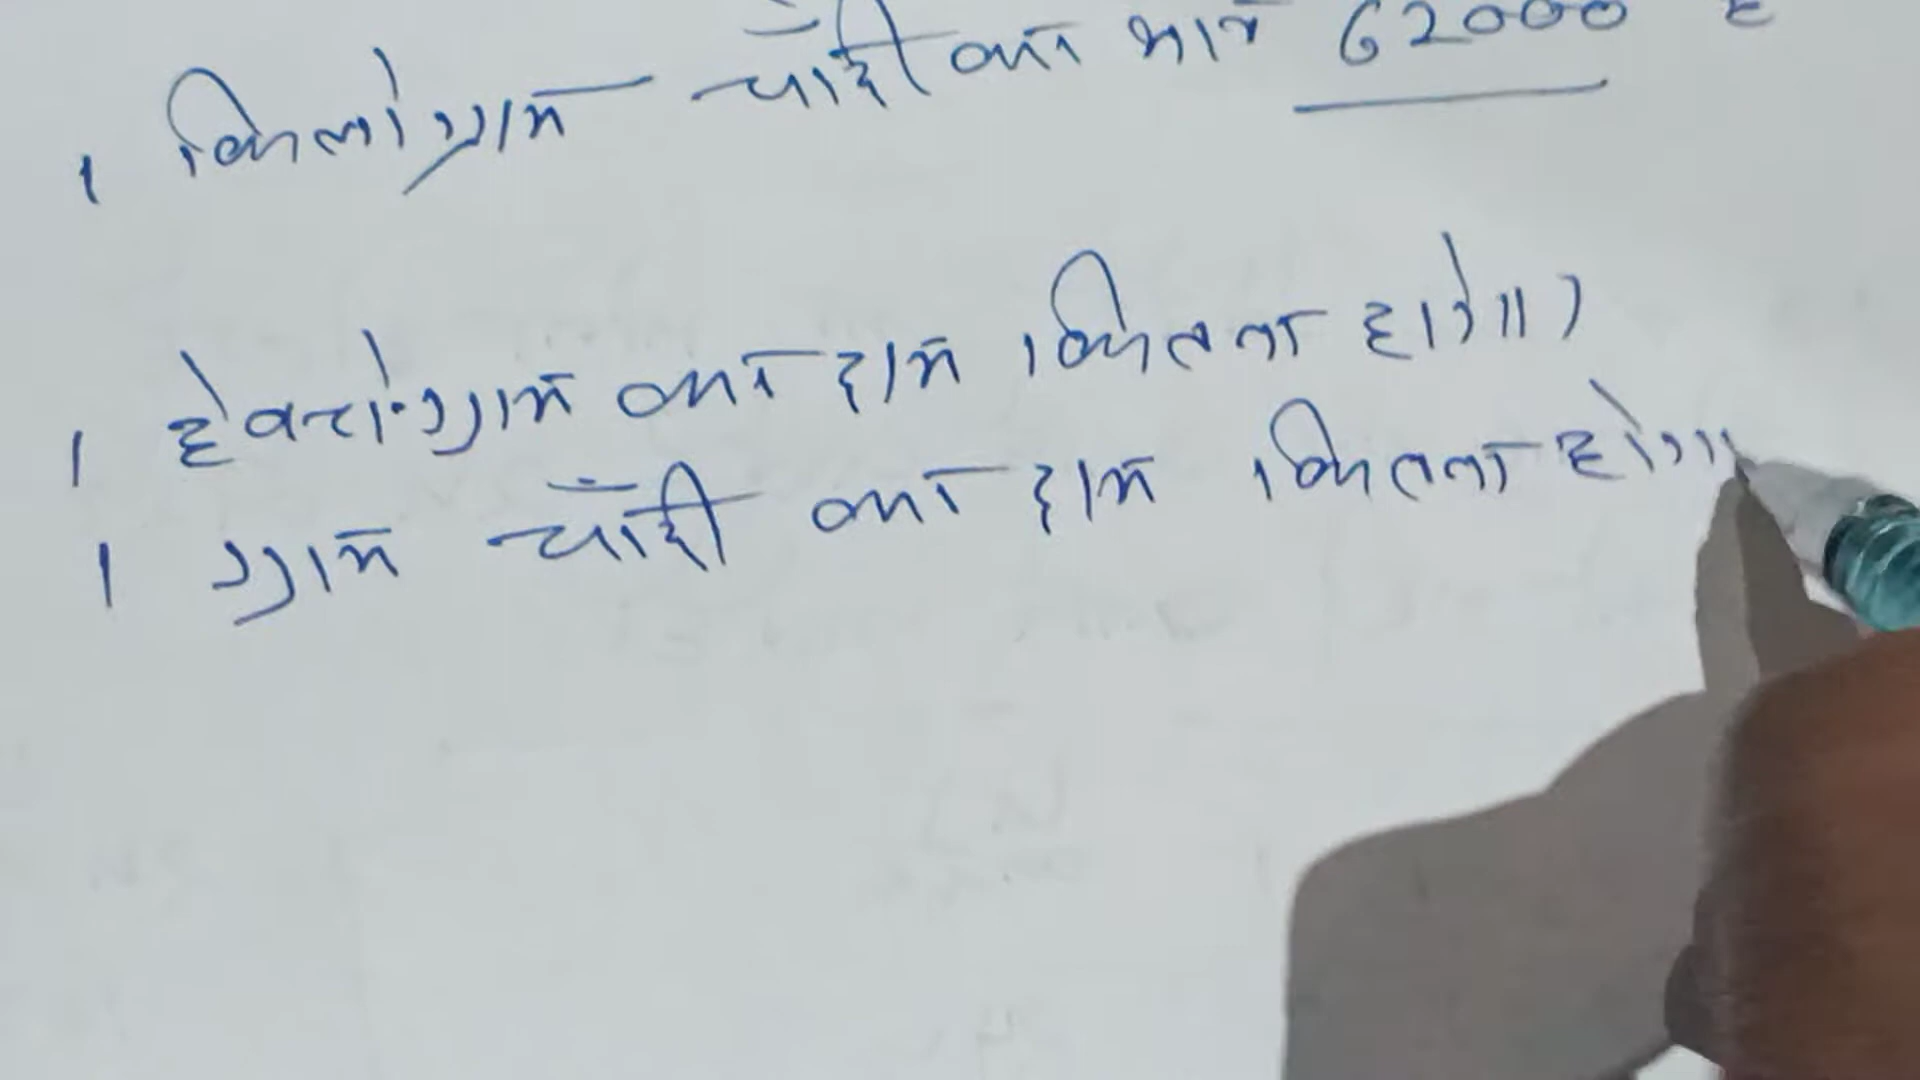 1 किलोग्राम चाँदी का भाव 62000 है
1 हेक्टोग्राम का दाम कितना होगा ?
1 ग्राम चाँदी का दाम कितना होगा